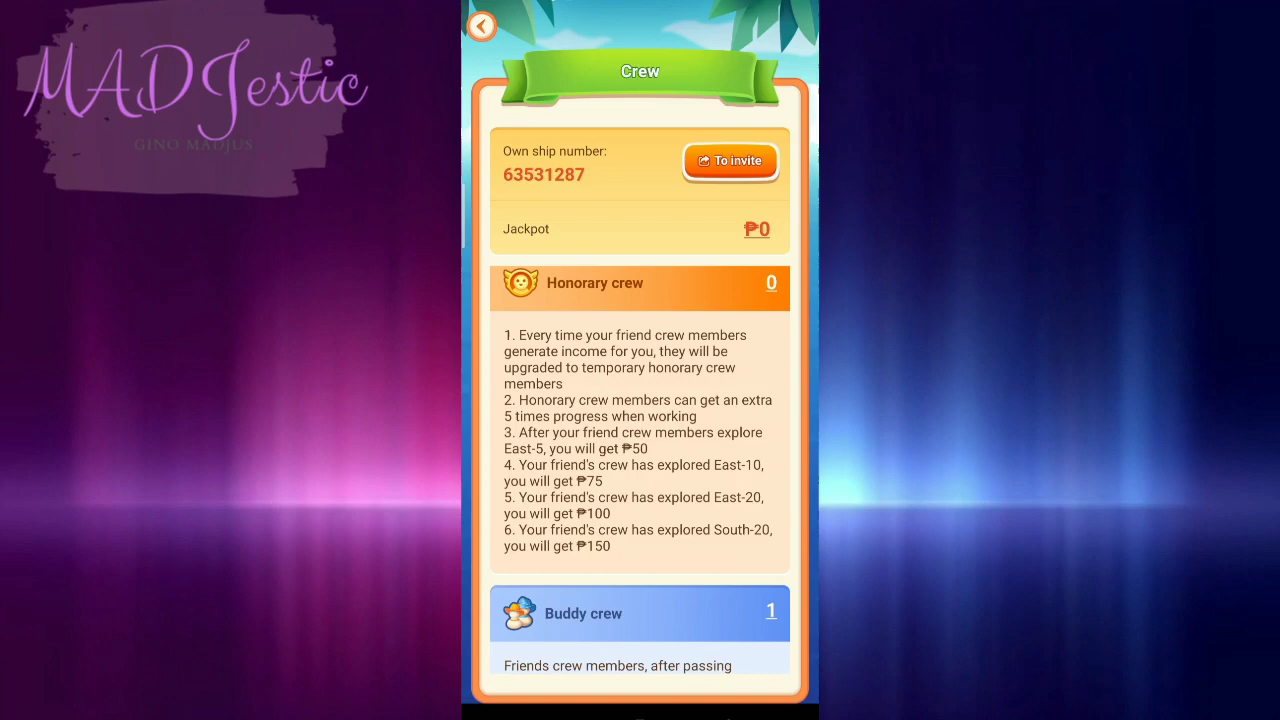 MADJestic
GINO MADJUS
Crew
Own ship number:
63531287
To invite
Jackpot
₱0
Honorary crew
0
1. Every time your friend crew members
generate income for you, they will be
upgraded to temporary honorary crew
members
2. Honorary crew members can get an extra
5 times progress when working
3. After your friend crew members explore
East-5, you will get ₱50
4. Your friend's crew has explored East-10,
you will get ₱75
5. Your friend's crew has explored East-20,
you will get ₱100
6. Your friend's crew has explored South-20,
you will get ₱150
Buddy crew
1
Friends crew members, after passing